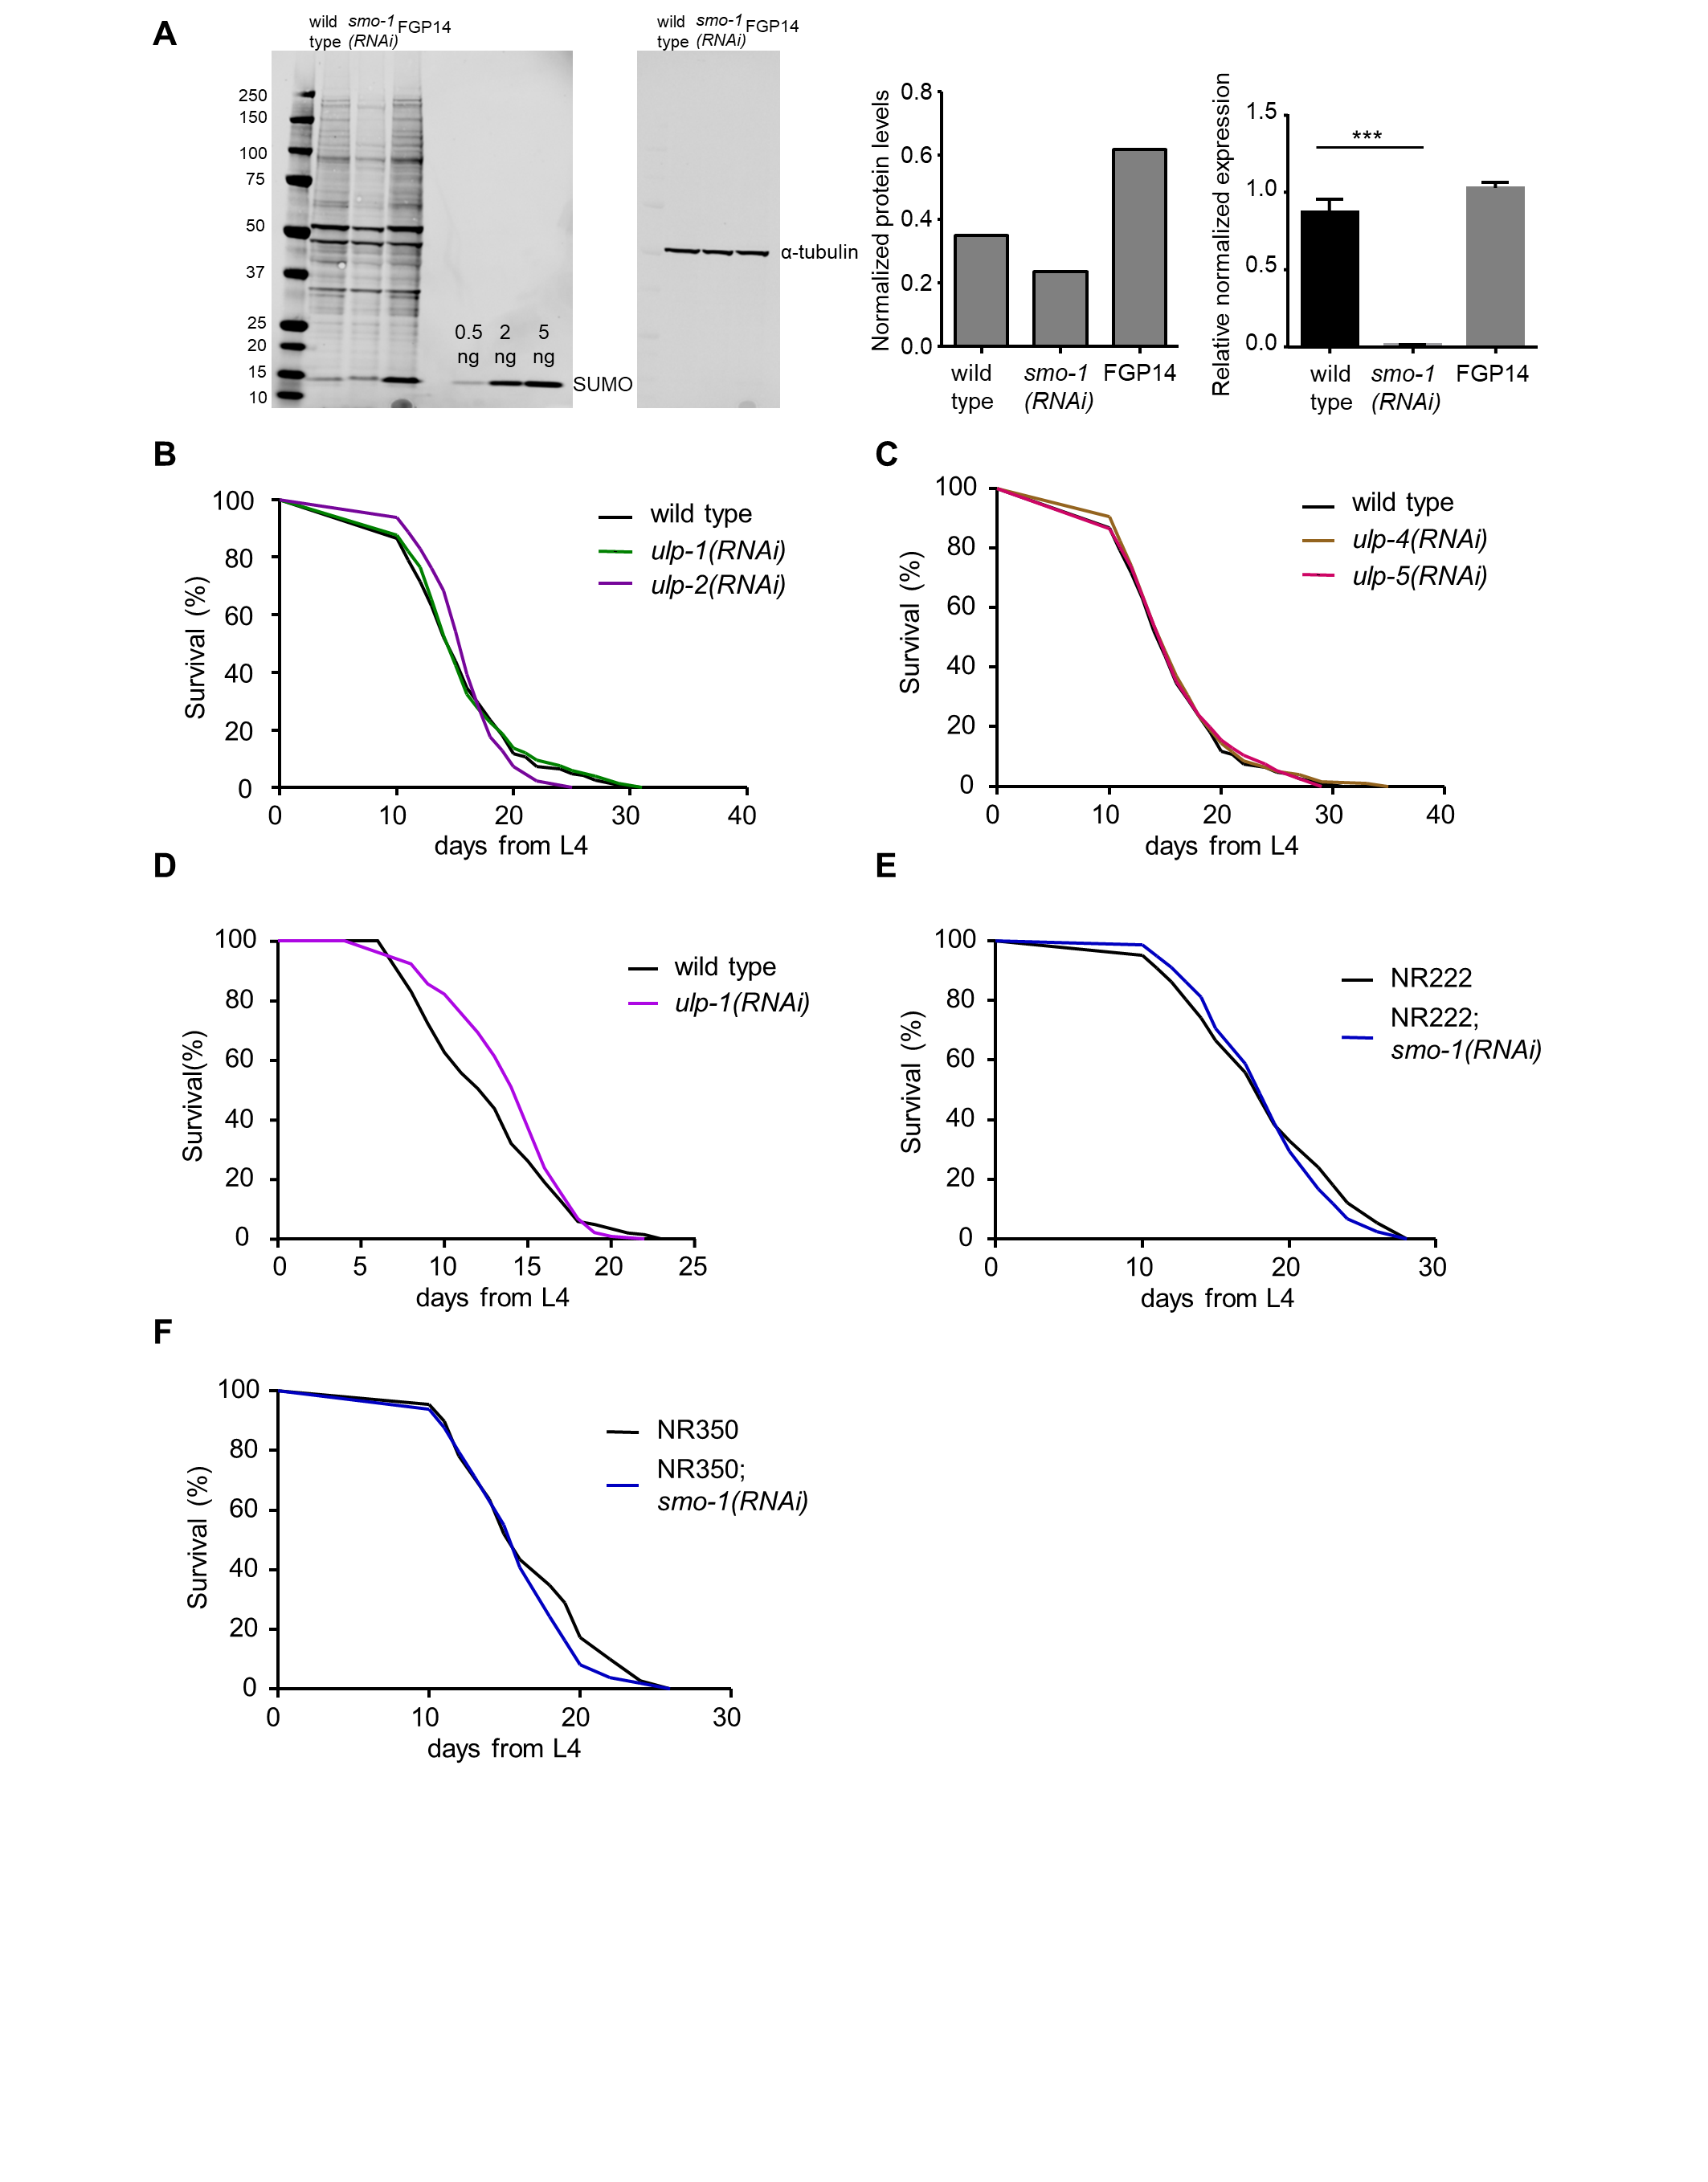 A
wild type
smo-1 (RNAi)
FGP14
250
150
100
75
50
37
25
20
15
10
0.5 ng
2 ng
5 ng
SUMO
wild type
smo-1 (RNAi)
FGP14
α-tubulin
Normalized protein levels
0.8
0.6
0.4
0.2
0.0
wild type
smo-1 (RNAi)
FGP14
Relative normalized expression
1.5
1.0
0.5
0.0
***
wild type
smo-1 (RNAi)
FGP14
B
Survival (%)
100
80
60
40
20
0
0 10 20 30 40
days from L4
wild type
ulp-1(RNAi)
ulp-2(RNAi)
C
Survival (%)
100
80
60
40
20
0
0 10 20 30 40
days from L4
wild type
ulp-4(RNAi)
ulp-5(RNAi)
D
Survival(%)
100
80
60
40
20
0
0 5 10 15 20 25
days from L4
wild type
ulp-1(RNAi)
E
Survival (%)
100
80
60
40
20
0
0 10 20 30
days from L4
NR222
NR222;
smo-1(RNAi)
F
Survival (%)
100
80
60
40
20
0
0 10 20 30
days from L4
NR350
NR350;
smo-1(RNAi)